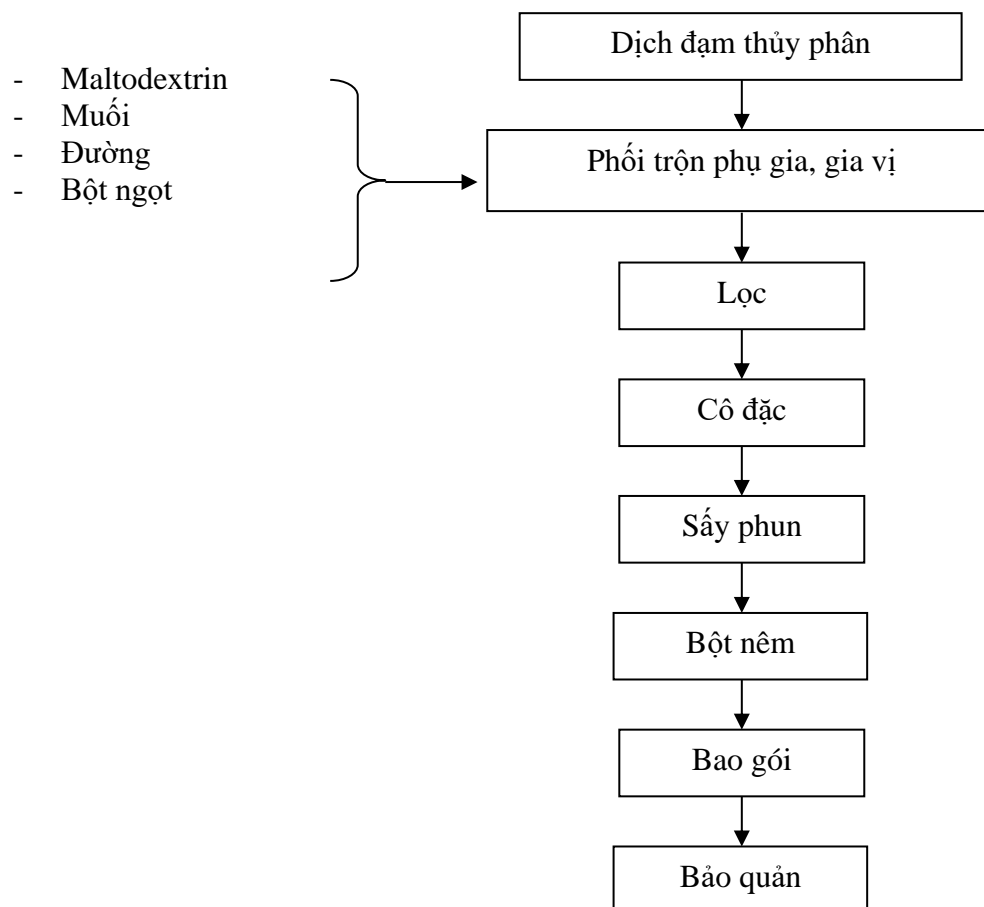 Dịch đạm thủy phân
- Maltodextrin
- Muối
- Đường
- Bột ngọt
Phối trộn phụ gia, gia vị
Lọc
Cô đặc
Sấy phun
Bột nêm
Bao gói
Bảo quản